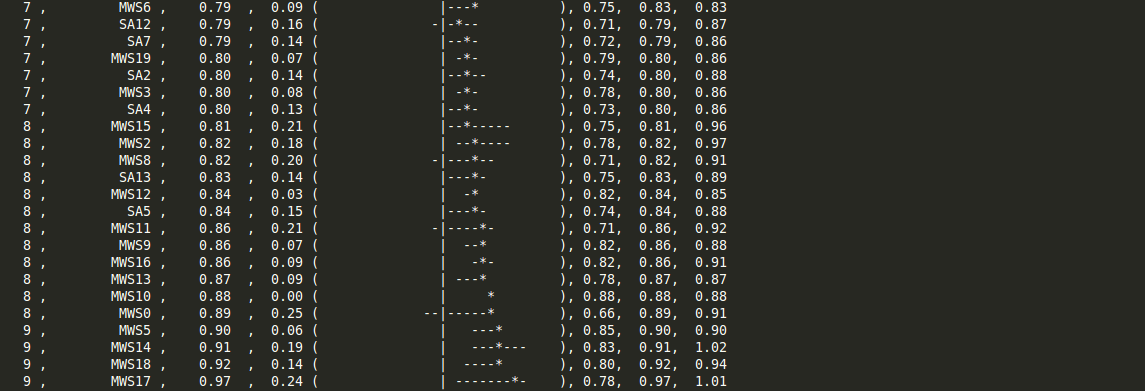 7 ,         MWS6 ,    0.79  ,  0.09 (               |---*          ), 0.75,  0.83,  0.83
7 ,         SA12 ,    0.79  ,  0.16 (              -|-*--          ), 0.71,  0.79,  0.87
7 ,          SA7 ,    0.79  ,  0.14 (               |--*-          ), 0.72,  0.79,  0.86
7 ,        MWS19 ,    0.80  ,  0.07 (               | -*-          ), 0.79,  0.80,  0.86
7 ,          SA2 ,    0.80  ,  0.14 (               |--*--         ), 0.74,  0.80,  0.88
7 ,         MWS3 ,    0.80  ,  0.08 (               | -*-          ), 0.78,  0.80,  0.86
7 ,          SA4 ,    0.80  ,  0.13 (               |--*-          ), 0.73,  0.80,  0.86
8 ,        MWS15 ,    0.81  ,  0.21 (               |--*-----      ), 0.75,  0.81,  0.96
8 ,         MWS2 ,    0.82  ,  0.18 (               | --*----      ), 0.78,  0.82,  0.97
8 ,         MWS8 ,    0.82  ,  0.20 (              -|---*--        ), 0.71,  0.82,  0.91
8 ,         SA13 ,    0.83  ,  0.14 (               |---*-         ), 0.75,  0.83,  0.89
8 ,        MWS12 ,    0.84  ,  0.03 (               |  -*          ), 0.82,  0.84,  0.85
8 ,          SA5 ,    0.84  ,  0.15 (               |---*-         ), 0.74,  0.84,  0.88
8 ,        MWS11 ,    0.86  ,  0.21 (              -|----*-        ), 0.71,  0.86,  0.92
8 ,         MWS9 ,    0.86  ,  0.07 (               |  --*         ), 0.82,  0.86,  0.88
8 ,        MWS16 ,    0.86  ,  0.09 (               |   -*-        ), 0.82,  0.86,  0.91
8 ,        MWS13 ,    0.87  ,  0.09 (               | ---*         ), 0.78,  0.87,  0.87
8 ,        MWS10 ,    0.88  ,  0.00 (               |     *        ), 0.88,  0.88,  0.88
8 ,         MWS0 ,    0.89  ,  0.25 (             --|-----*        ), 0.66,  0.89,  0.91
9 ,         MWS5 ,    0.90  ,  0.06 (               |   ---*       ), 0.85,  0.90,  0.90
9 ,        MWS14 ,    0.91  ,  0.19 (               |   ---*---    ), 0.83,  0.91,  1.02
9 ,        MWS18 ,    0.92  ,  0.14 (               |  ----*       ), 0.80,  0.92,  0.94
9 ,        MWS17 ,    0.97  ,  0.24 (               | -------*-    ), 0.78,  0.97,  1.01